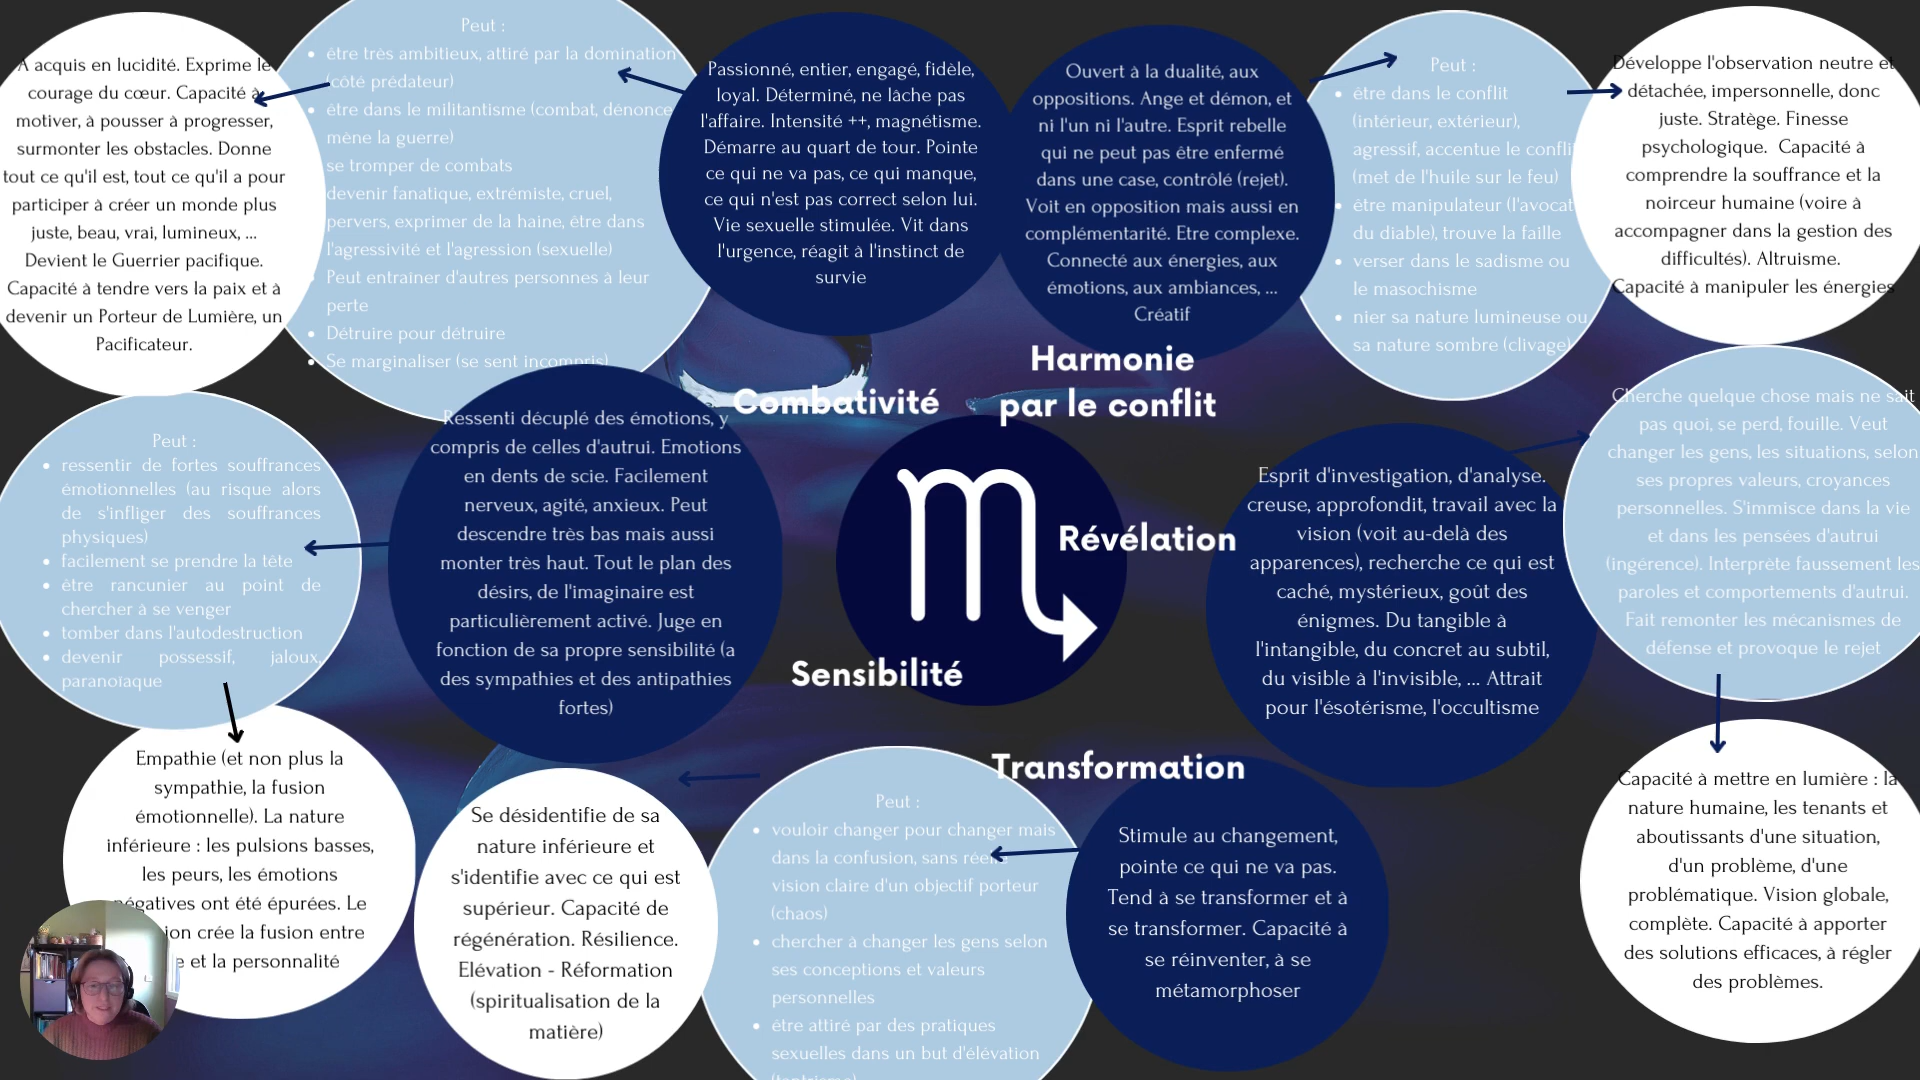 A acquis en lucidité. Exprime le
courage du cœur. Capacité à
motiver, à pousser à progresser,
surmonter les obstacles. Donne
tout ce qu'il est, tout ce qu'il a pour
participer à créer un monde plus
juste, beau, vrai, lumineux, ...
Devient le Guerrier pacifique.
Capacité à tendre vers la paix et à
devenir un Porteur de Lumière, un
Pacificateur.
Peut :
être très ambitieux, attiré par la domination
(côté prédateur)
être dans le militantisme (combat, dénonce,
mène la guerre)
se tromper de combats
devenir fanatique, extrémiste, cruel,
pervers, exprimer de la haine, être dans
l'agressivité et l'agression (sexuelle)
Peut entrainer d'autres personnes à leur
perte
Détruire pour détruire
Se marginaliser (se sent incompris)
Passionné, entier, engagé, fidèle,
loyal. Déterminé, ne lâche pas
l'affaire. Intensité ++, magnétisme.
Démarre au quart de tour. Pointe
ce qui ne va pas, ce qui manque,
ce qui n'est pas correct selon lui.
Vie sexuelle stimulée. Vit dans
l'urgence, réagit à l'instinct de
survie
Ouvert à la dualité, aux
oppositions. Ange et démon, et
ni l'un ni l'autre. Esprit rebelle
qui ne peut pas être enfermé
dans une case, contrôlé (rejet).
Voit en opposition mais aussi en
complémentarité. Etre complexe.
Connecté aux énergies, aux
émotions, aux ambiances, ...
Créatif
Peut :
être dans le conflit
(intérieur, extérieur),
agressif, accentue le conflit
(met de l'huile sur le feu)
être manipulateur (l'avocat
du diable), trouve la faille
verser dans le sadisme ou
le masochisme
nier sa nature lumineuse ou
sa nature sombre (clivage)
Développe l'observation neutre et
détachée, impersonnelle, donc
juste. Stratège. Finesse
psychologique. Capacité à
comprendre la souffrance et la
noirceur humaine (voire à
accompagner dans la gestion des
difficultés). Altruisme.
Capacité à manipuler les énergies
Combativité
Harmonie
par le conflit
Révélation
Sensibilité
Transformation
Peut :
ressentir de fortes souffrances
émotionnelles (au risque alors
de s'infliger des souffrances
physiques)
facilement se prendre la tête
être rancunier au point de
chercher à se venger
tomber dans l'autodestruction
devenir possessif, jaloux,
paranoïaque
Ressenti décuplé des émotions, y
compris de celles d'autrui. Emotions
en dents de scie. Facilement
nerveux, agité, anxieux. Peut
descendre très bas mais aussi
monter très haut. Tout le plan des
désirs, de l'imaginaire est
particulièrement activé. Juge en
fonction de sa propre sensibilité (a
des sympathies et des antipathies
fortes)
Esprit d'investigation, d'analyse.
creuse, approfondit, travail avec la
vision (voit au-delà des
apparences), recherche ce qui est
caché, mystérieux, goût des
énigmes. Du tangible à
l'intangible, du concret au subtil,
du visible à l'invisible, ... Attrait
pour l'ésotérisme, l'occultisme
Cherche quelque chose mais ne sait
pas quoi, se perd, fouille. Veut
changer les gens, les situations, selon
ses propres valeurs, croyances
personnelles. S'immisce dans la vie
et dans les pensées d'autrui
(ingérence). Interprète faussement les
paroles et comportements d'autrui.
Fait remonter les mécanismes de
défense et provoque le rejet
Empathie (et non plus la
sympathie, la fusion
émotionnelle). La nature
inférieure : les pulsions basses,
les peurs, les émotions
négatives ont été épurées. Le
ion crée la fusion entre
e et la personnalité
Se désidentifie de sa
nature inférieure et
s'identifie avec ce qui est
supérieur. Capacité de
régénération. Résilience.
Elévation - Réformation
(spiritualisation de la
matière)
Peut :
vouloir changer pour changer mais
dans la confusion, sans réelle
vision claire d'un objectif porteur
(chaos)
chercher à changer les gens selon
ses conceptions et valeurs
personnelles
être attiré par des pratiques
sexuelles dans un but d'élévation
(tantrisme)
Stimule au changement,
pointe ce qui ne va pas.
Tend à se transformer et à
se transformer. Capacité à
se réinventer, à se
métamorphoser
Capacité à mettre en lumière : la
nature humaine, les tenants et
aboutissants d'une situation,
d'un problème, d'une
problématique. Vision globale,
complète. Capacité à apporter
des solutions efficaces, à régler
des problèmes.